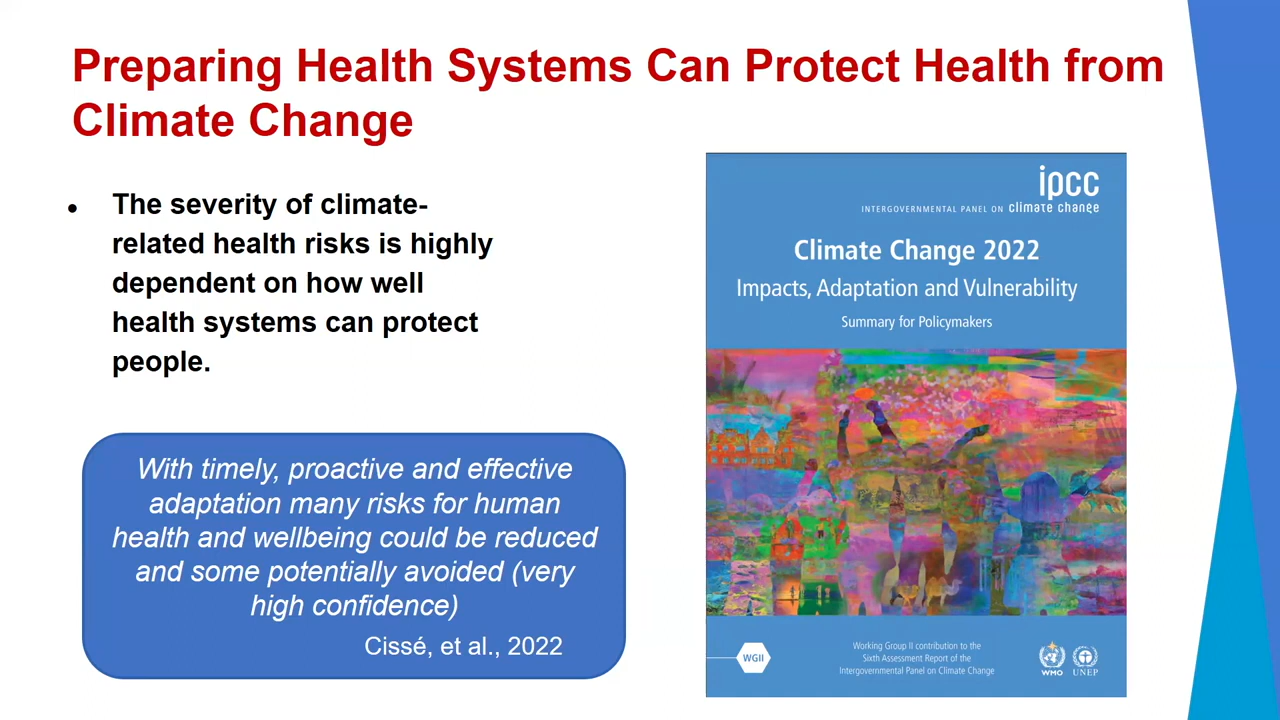 Preparing Health Systems Can Protect Health from
Climate Change
● The severity of climate-
related health risks is highly
dependent on how well
health systems can protect
people.
With timely, proactive and effective
adaptation many risks for human
health and wellbeing could be reduced
and some potentially avoided (very
high confidence)
Cissé, et al., 2022
ipcc
INTERGOVERNMENTAL PANEL ON climate change
Climate Change 2022
Impacts, Adaptation and Vulnerability
Summary for Policymakers
WGII
Working Group II contribution to the
Sixth Assessment Report of the
Intergovernmental Panel on Climate Change
WMO UNEP